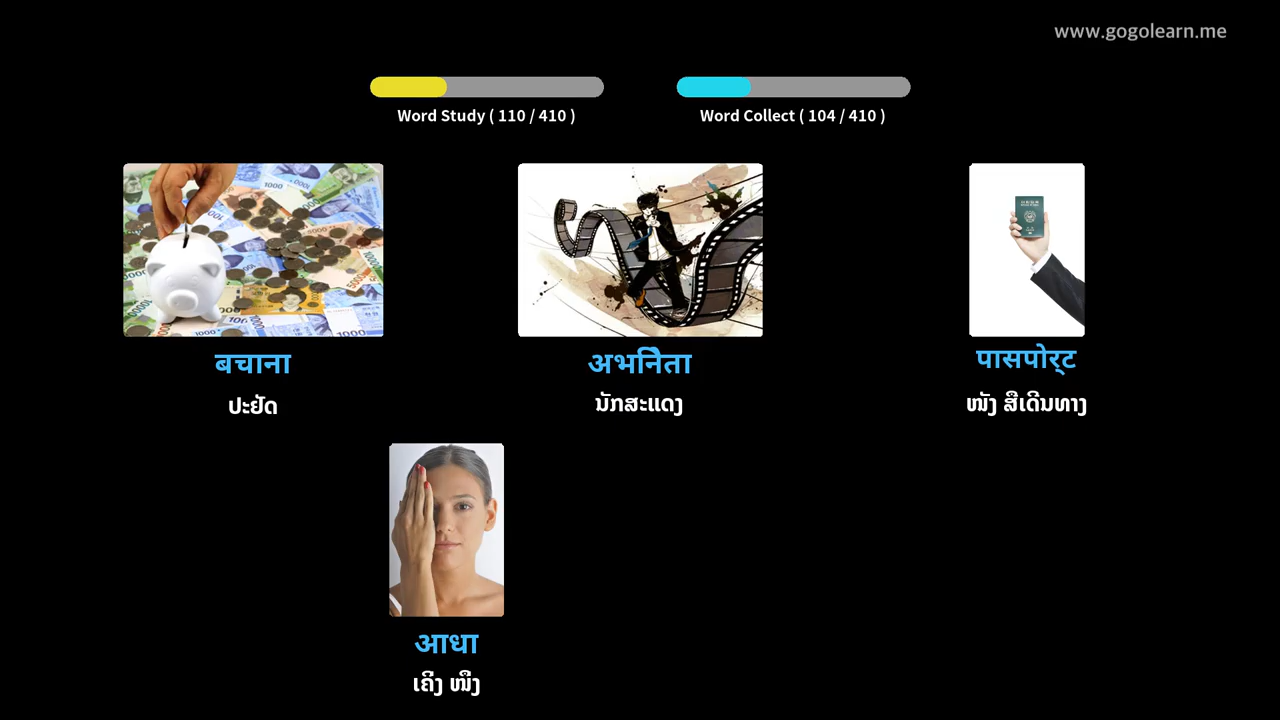 www.gogolearn.me
Word Study ( 110 / 410 )
Word Collect ( 104 / 410 )
बचाना
ປະຢັດ
अभिनेता
ນັກສະແດງ
पासपोर्ट
ໜັງ ສືເດີນທາງ
आधा
ເຄິ່ງ ໜຶ່ງ